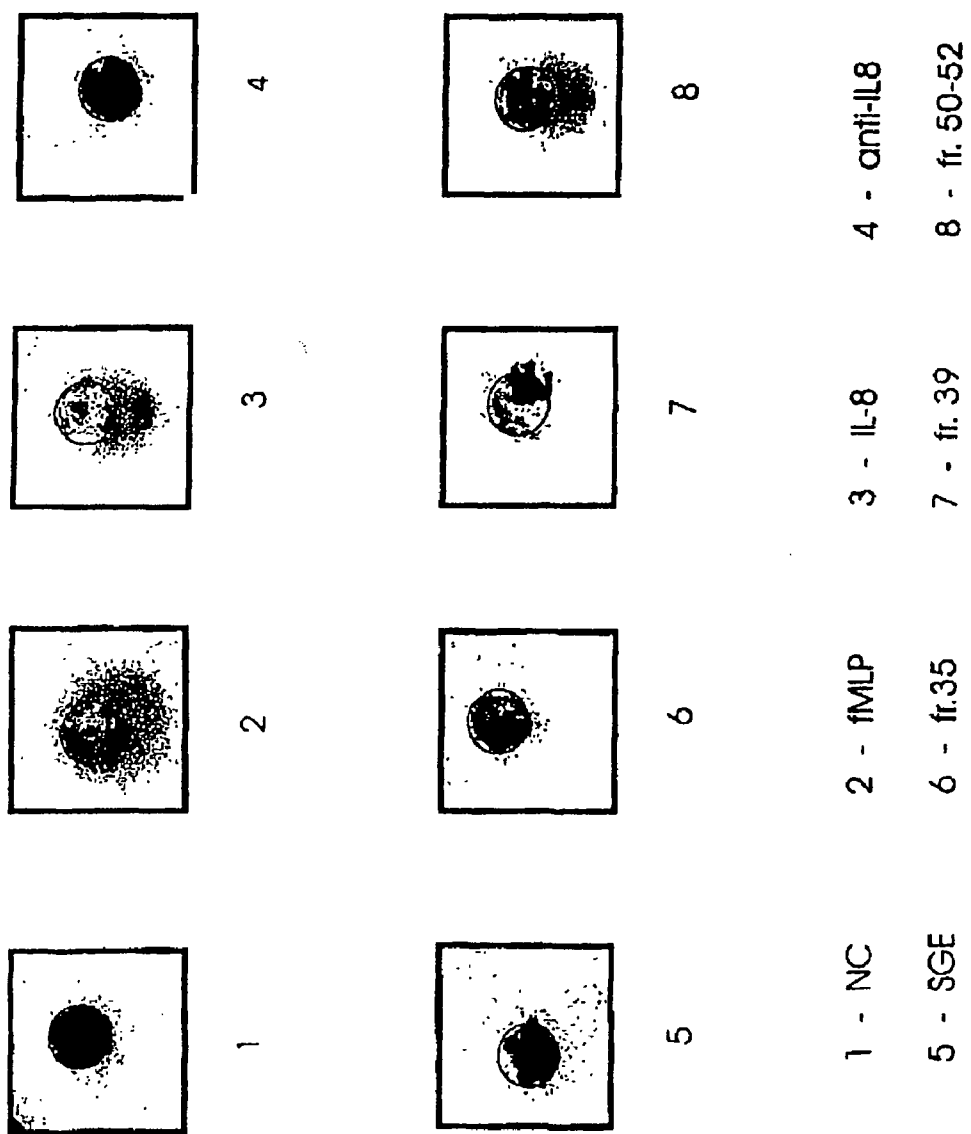 1 2 3 4
5 6 7 8
1 - NC 2 - fMLP 3 - IL-8 4 - anti-IL8
5 - SGE 6 - fr.35 7 - fr. 39 8 - fr. 50-52